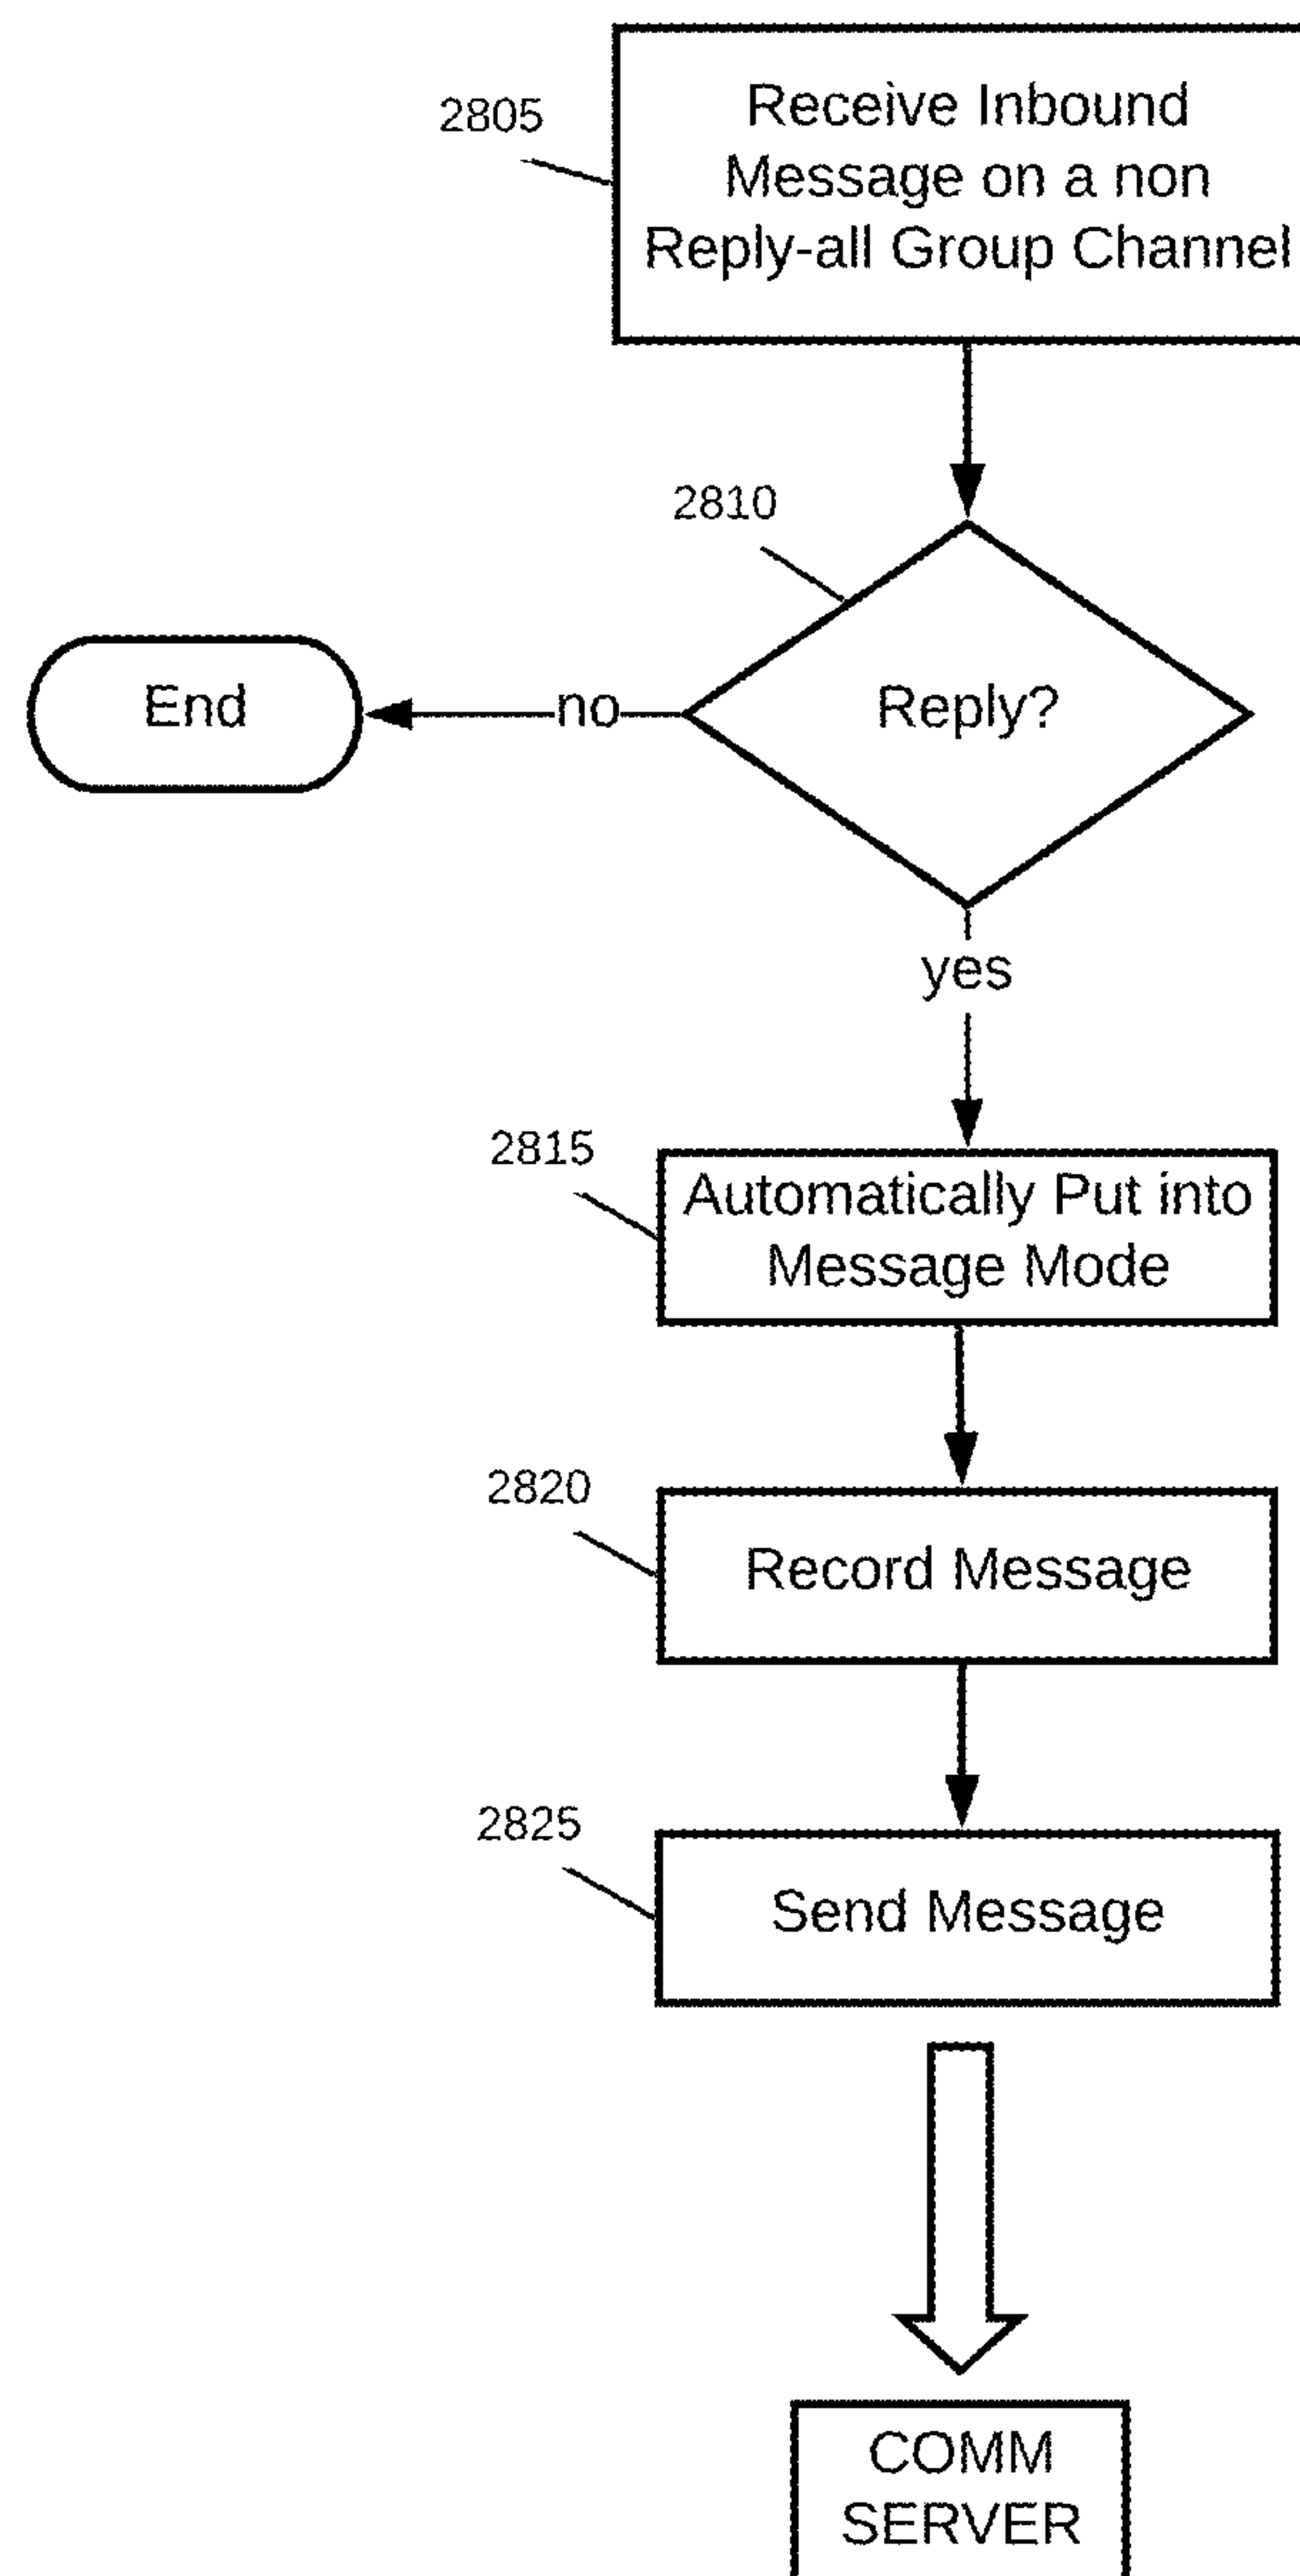 2805
Receive Inbound
Message on a non
Reply-all Group Channel
2810
Reply?
no
End
yes
2815
Automatically Put into
Message Mode
2820
Record Message
2825
Send Message
COMM
SERVER